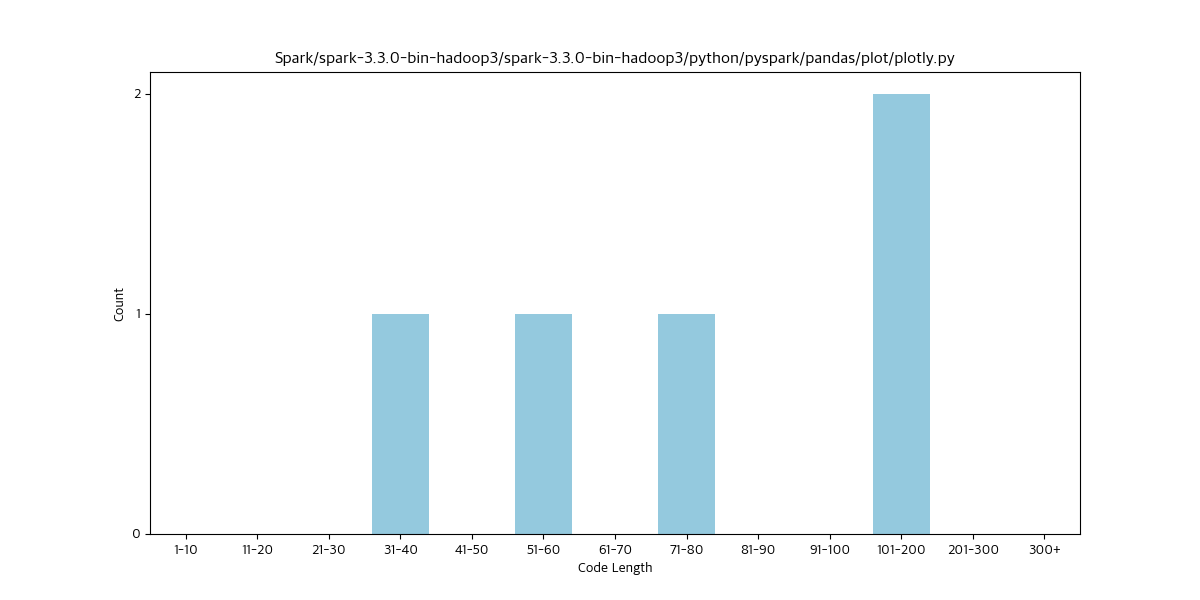 Spark/spark-3.3.0-bin-hadoop3/spark-3.3.0-bin-hadoop3/python/pyspark/pandas/plot/plotly.py
2
1
0
Count
1-10 11-20 21-30 31-40 41-50 51-60 61-70 71-80 81-90 91-100 101-200 201-300 300+
Code Length